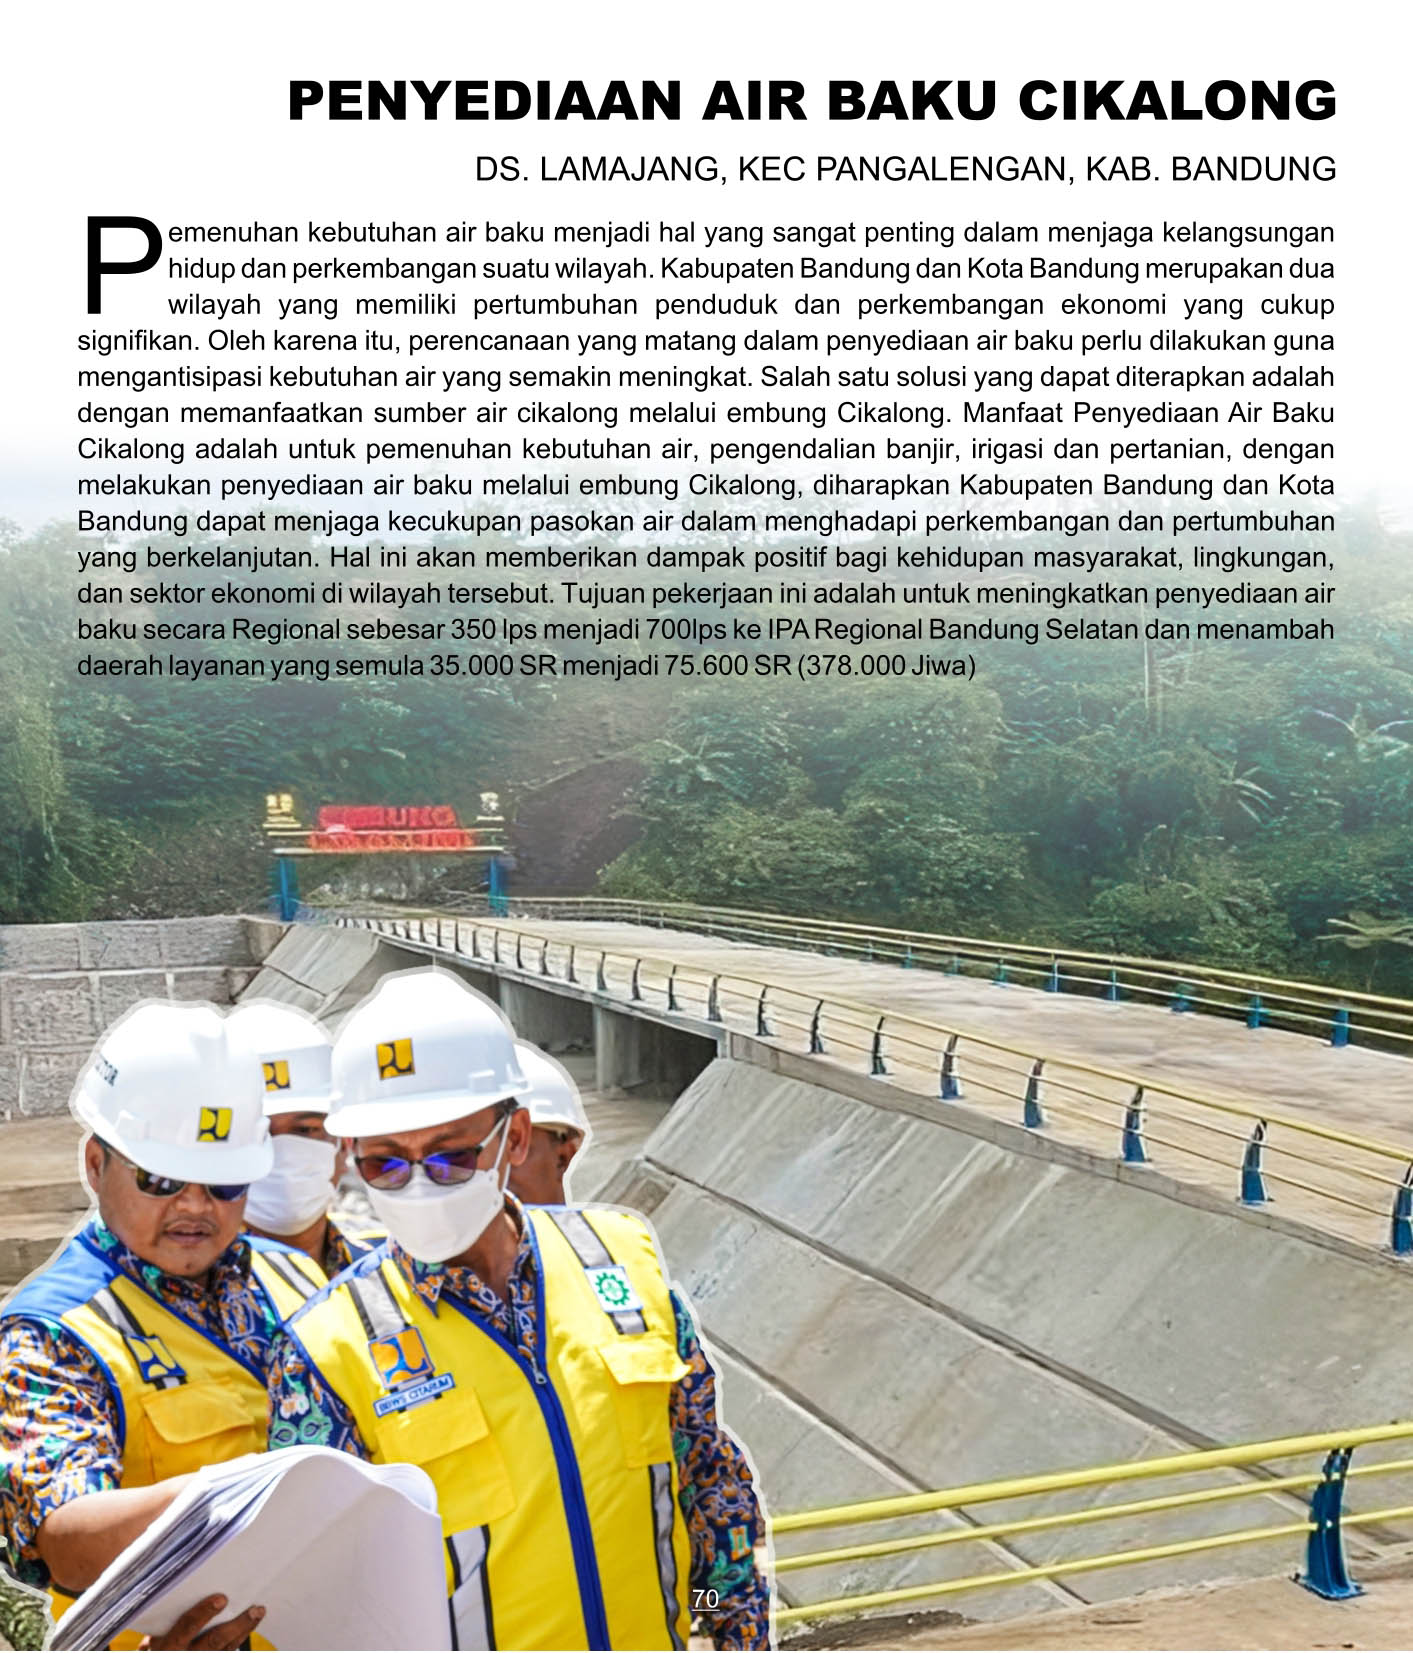 PENYEDIAAN AIR BAKU CIKALONG
DS. LAMAJANG, KEC PANGALENGAN, KAB. BANDUNG
Pemenuhan kebutuhan air baku menjadi hal yang sangat penting dalam menjaga kelangsungan
hidup dan perkembangan suatu wilayah. Kabupaten Bandung dan Kota Bandung merupakan dua
wilayah yang memiliki pertumbuhan penduduk dan perkembangan ekonomi yang cukup
signifikan. Oleh karena itu, perencanaan yang matang dalam penyediaan air baku perlu dilakukan guna
mengantisipasi kebutuhan air yang semakin meningkat. Salah satu solusi yang dapat diterapkan adalah
dengan memanfaatkan sumber air cikalong melalui embung Cikalong. Manfaat Penyediaan Air Baku
Cikalong adalah untuk pemenuhan kebutuhan air, pengendalian banjir, irigasi dan pertanian, dengan
melakukan penyediaan air baku melalui embung Cikalong, diharapkan Kabupaten Bandung dan Kota
Bandung dapat menjaga kecukupan pasokan air dalam menghadapi perkembangan dan pertumbuhan
yang berkelanjutan. Hal ini akan memberikan dampak positif bagi kehidupan masyarakat, lingkungan,
dan sektor ekonomi di wilayah tersebut. Tujuan pekerjaan ini adalah untuk meningkatkan penyediaan air
baku secara Regional sebesar 350 lps menjadi 700lps ke IPA Regional Bandung Selatan dan menambah
daerah layanan yang semula 35.000 SR menjadi 75.600 SR (378.000 Jiwa)
BBWS CITARUM
70